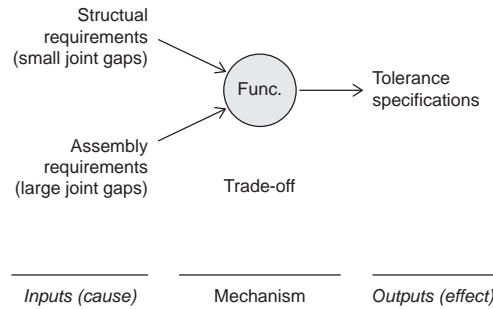 Structual
requirements
(small joint gaps)
Func.
Tolerance
specifications
Assembly
requirements
(large joint gaps)
Trade-off
Inputs (cause)
Mechanism
Outputs (effect)